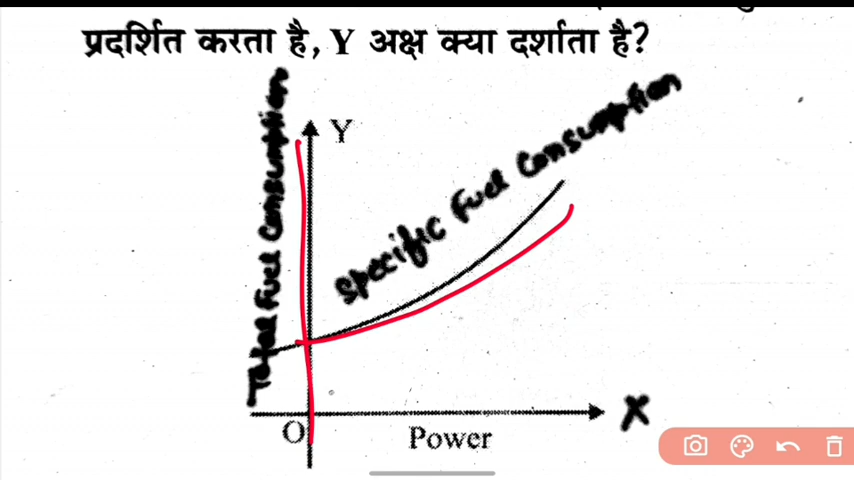 प्रदर्शित करता है, Y अक्ष क्या दर्शाता है?
Y
Total Fuel Consumption
Specific Fuel Consumption
X
O
Power